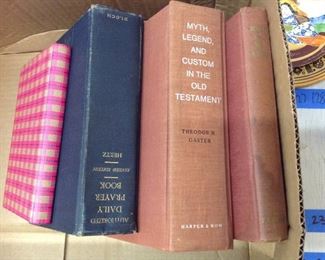 BLOCH
AUTHORIZED
DAILY
PRAYER
BOOK
REVISED EDITION
HERTZ
MYTH,
LEGEND,
AND
CUSTOM
IN THE
OLD
TESTAMENT
THEODOR H.
GASTER
HARPER & ROW
23